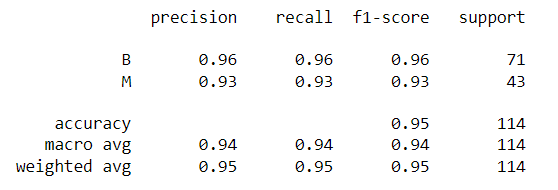 precision recall f1-score support
B 0.96 0.96 0.96 71
M 0.93 0.93 0.93 43
accuracy 0.95 114
macro avg 0.94 0.94 0.94 114
weighted avg 0.95 0.95 0.95 114